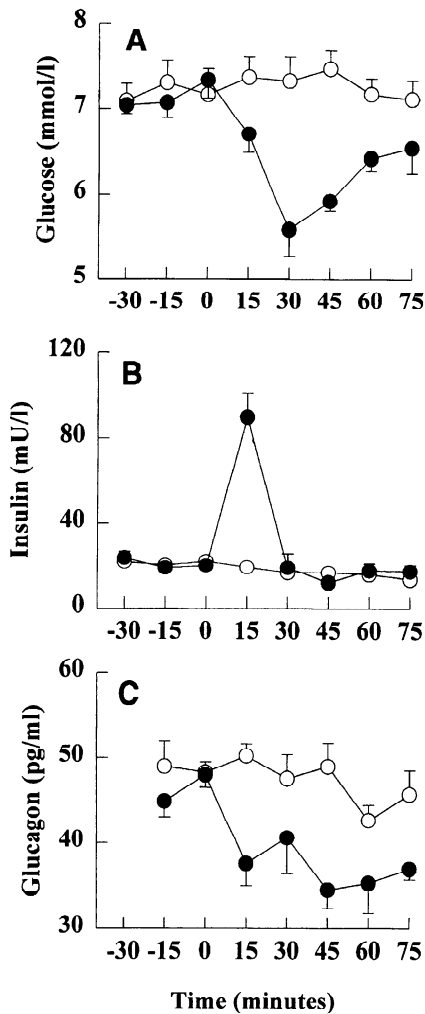 8
A
7
Glucose (mmol/l)
6
5
-30 -15 0 15 30 45 60 75
120
B
80
Insulin (mU/l)
40
0
-30 -15 0 15 30 45 60 75
60
C
50
Glucagon (pg/ml)
40
30
-30 -15 0 15 30 45 60 75
Time (minutes)